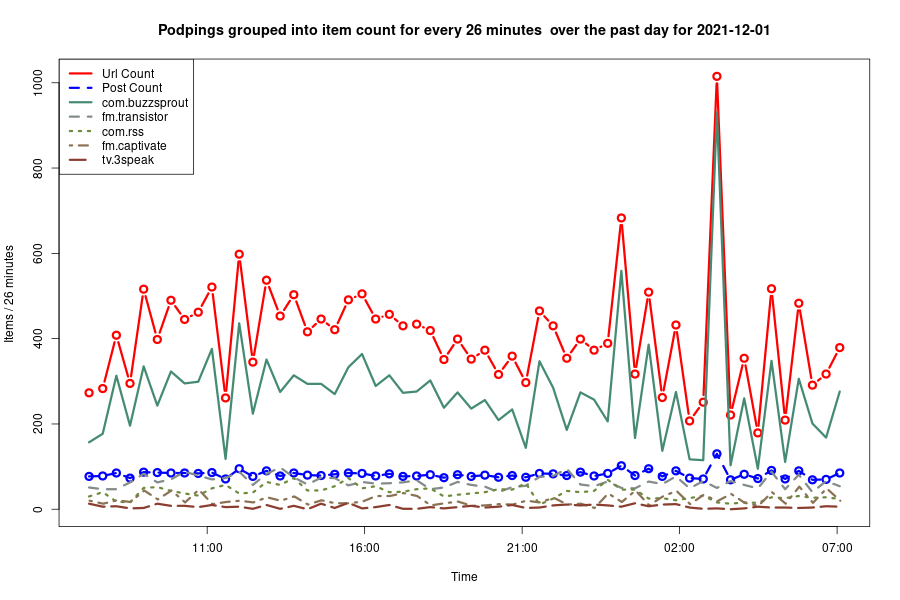 Podpings grouped into item count for every 26 minutes  over the past day for 2021-12-01
Url Count
Post Count
com.buzzsprout
fm.transistor
com.rss
fm.captivate
tv.3speak
Items / 26 minutes
1000
800
600
400
200
0
11:00 16:00 21:00 02:00 07:00
Time